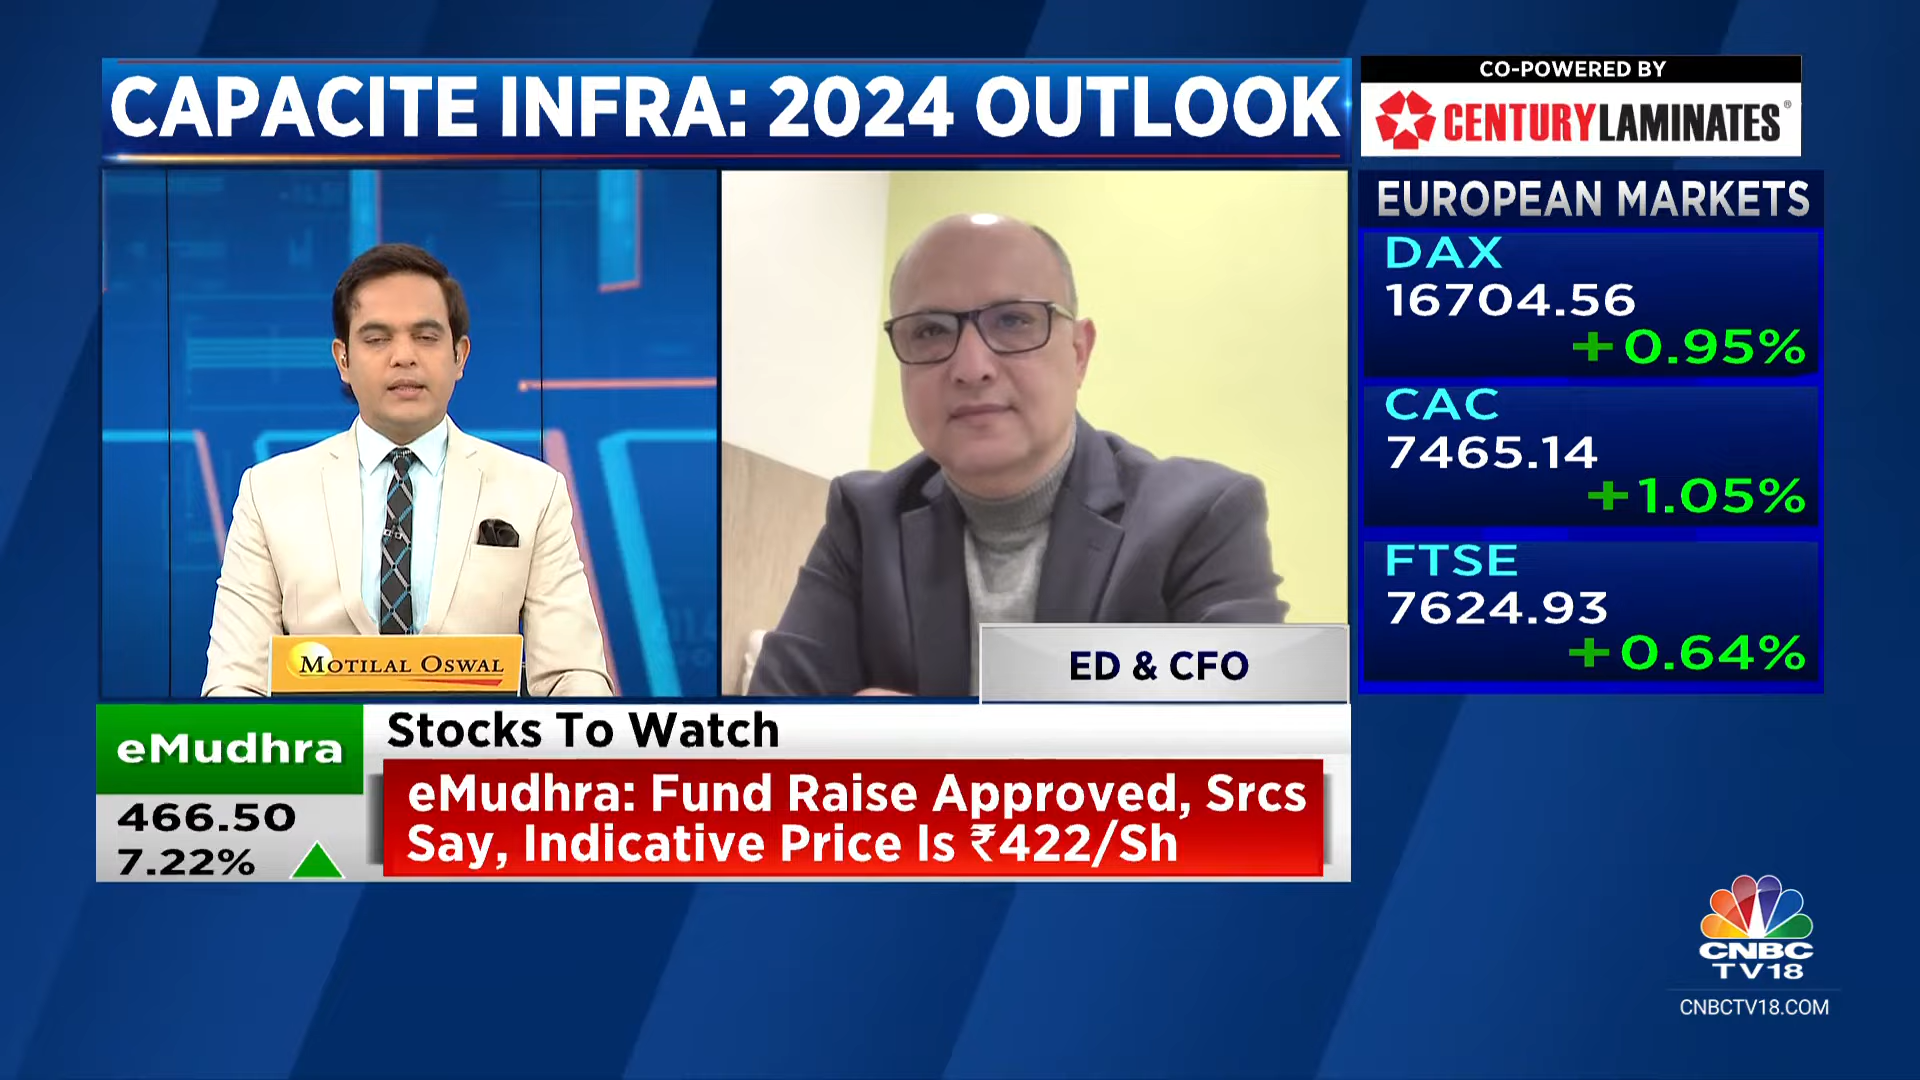 CAPACITE INFRA: 2024 OUTLOOK
CO-POWERED BY
CENTURYLAMINATES®
EUROPEAN MARKETS
DAX
16704.56
+0.95%
CAC
7465.14
+1.05%
FTSE
7624.93
+0.64%
MOTILAL OSWAL
ED & CFO
eMudhra
466.50
7.22%
Stocks To Watch
eMudhra: Fund Raise Approved, Srcs
Say, Indicative Price Is ₹422/Sh
CNBC
TV18
CNBCTV18.COM